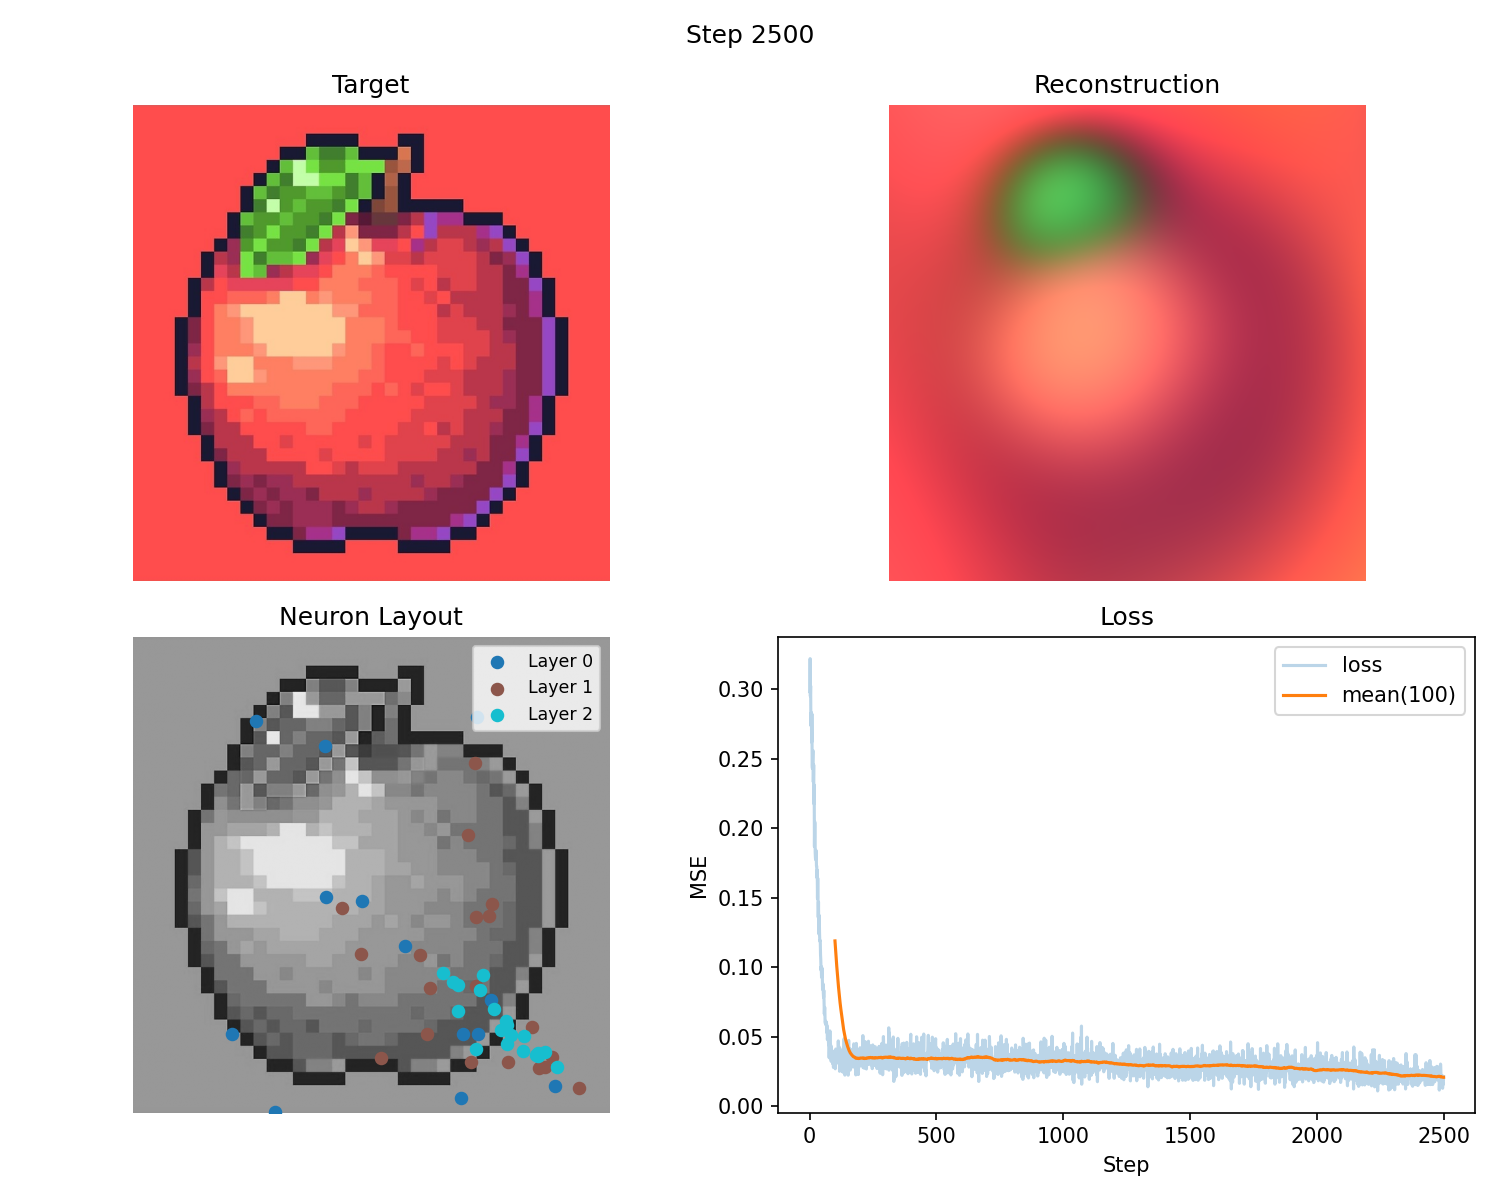 Step 2500
Target
Reconstruction
Neuron Layout
Layer 0
Layer 1
Layer 2
Loss
loss
mean(100)
MSE
0.30
0.25
0.20
0.15
0.10
0.05
0.00
0 500 1000 1500 2000 2500
Step